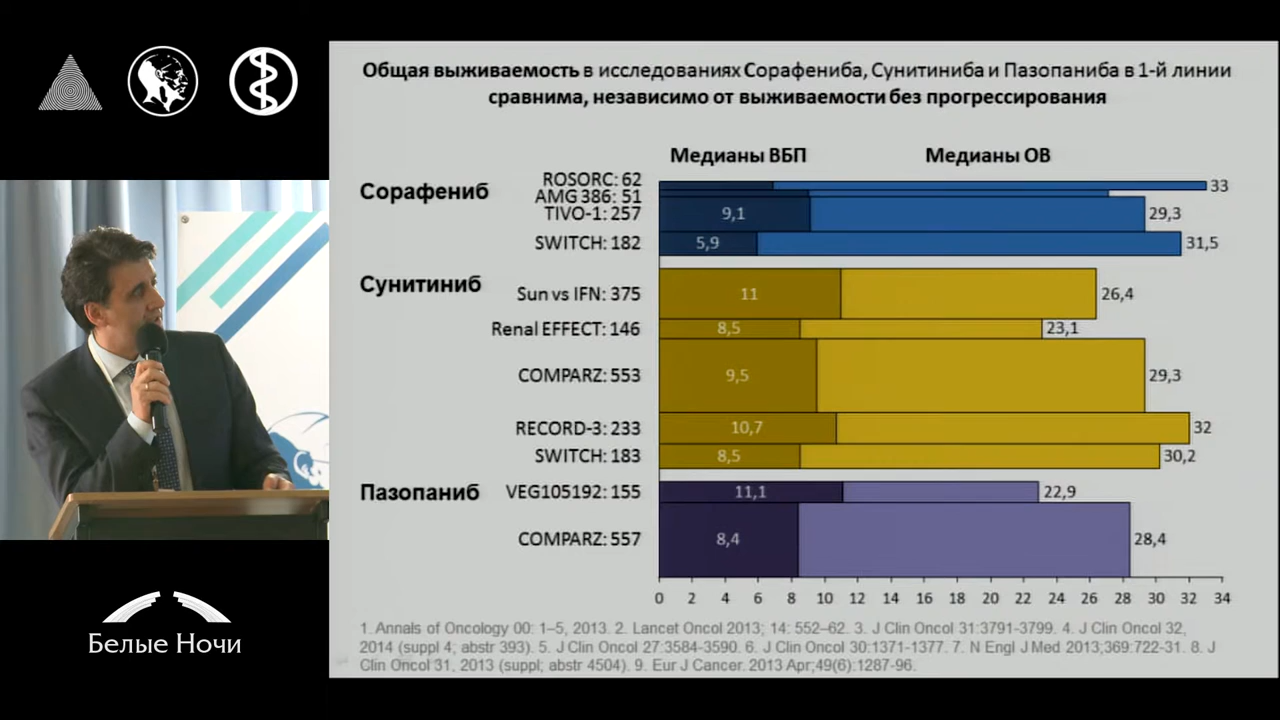 Общая выживаемость в исследованиях Сорафениба, Сунитиниба и Пазопаниба в 1-й линии
сравнима, независимо от выживаемости без прогрессирования
Медианы ВБП
Медианы ОВ
Сорафениб
ROSORC: 62
33
AMG 386: 51
TIVO-1: 257
9,1
29,3
SWITCH: 182
5,9
31,5
Сунитиниб
Sun vs IFN: 375
11
26,4
Renal EFFECT: 146
8,5
23,1
COMPARZ: 553
9,5
29,3
RECORD-3: 233
10,7
32
SWITCH: 183
8,5
30,2
Пазопаниб
VEG105192: 155
11,1
22,9
COMPARZ: 557
8,4
28,4
0 2 4 6 8 10 12 14 16 18 20 22 24 26 28 30 32 34
1. Annals of Oncology 00: 1–5, 2013. 2. Lancet Oncol 2013; 14: 552–62. 3. J Clin Oncol 31:3791-3799. 4. J Clin Oncol 32,
2014 (suppl 4; abstr 393). 5. J Clin Oncol 27:3584-3590. 6. J Clin Oncol 30:1371-1377. 7. N Engl J Med 2013;369:722-31. 8. J
Clin Oncol 31, 2013 (suppl; abstr 4504). 9. Eur J Cancer. 2013 Apr;49(6):1287-96.
Белые Ночи